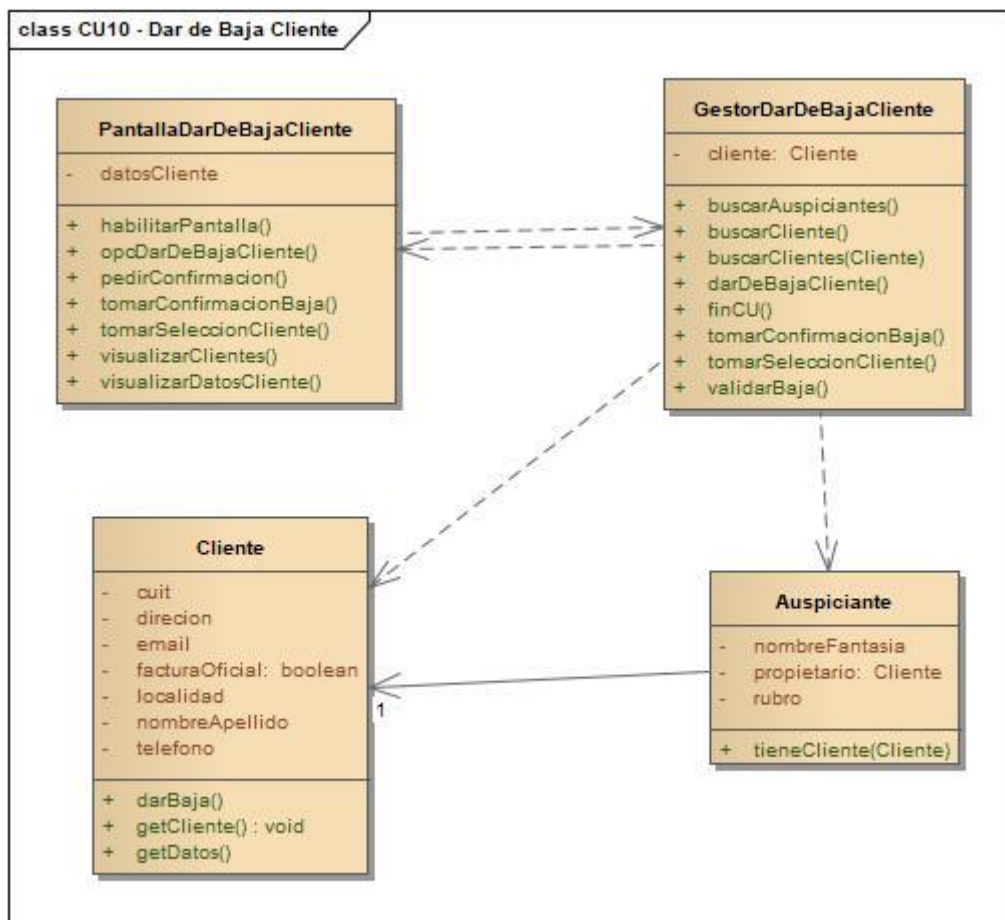 class CU10 - Dar de Baja Cliente
PantallaDarDeBajaCliente
- datosCliente
+ habilitarPantalla()
+ opcDarDeBajaCliente()
+ pedirConfirmacion()
+ tomarConfirmacionBaja()
+ tomarSeleccionCliente()
+ visualizarClientes()
+ visualizarDatosCliente()
GestorDarDeBajaCliente
- cliente: Cliente
+ buscarAuspiciantes()
+ buscarCliente()
+ buscarClientes(Cliente)
+ darDeBajaCliente()
+ finCU()
+ tomarConfirmacionBaja()
+ tomarSeleccionCliente()
+ validarBaja()
Cliente
- cuit
- direcion
- email
- facturaOficial: boolean
- localidad
- nombreApellido
- telefono
+ darBaja()
+ getCliente() : void
+ getDatos()
1
Auspiciante
- nombreFantasia
- propietario: Cliente
- rubro
+ tieneCliente(Cliente)